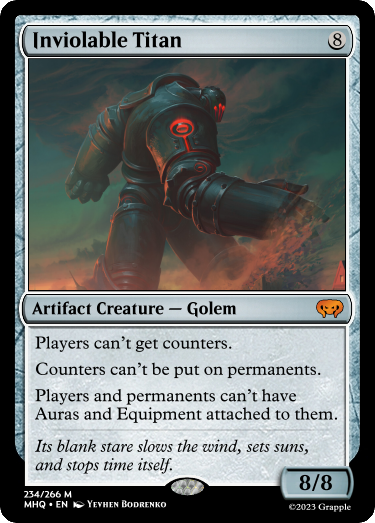 Inviolable Titan 8
Artifact Creature — Golem
Players can't get counters.
Counters can't be put on permanents.
Players and permanents can't have
Auras and Equipment attached to them.
Its blank stare slows the wind, sets suns,
and stops time itself.
8/8
234/266 M
MHQ • EN Yevhen Bodrenko
©2023 Grapple